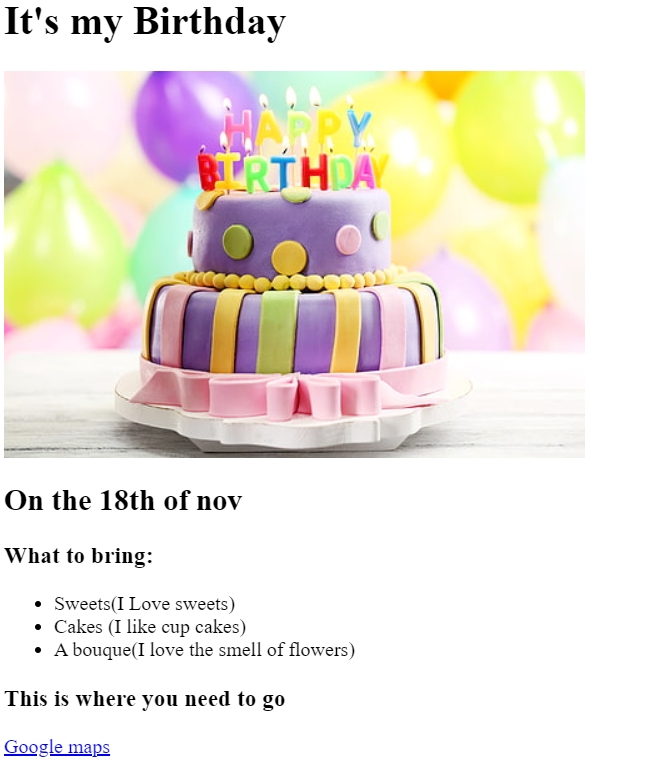 It's my Birthday
HAPPY
BIRTHDAY
On the 18th of nov
What to bring:
Sweets(I Love sweets)
Cakes (I like cup cakes)
A bouque(I love the smell of flowers)
This is where you need to go
Google maps